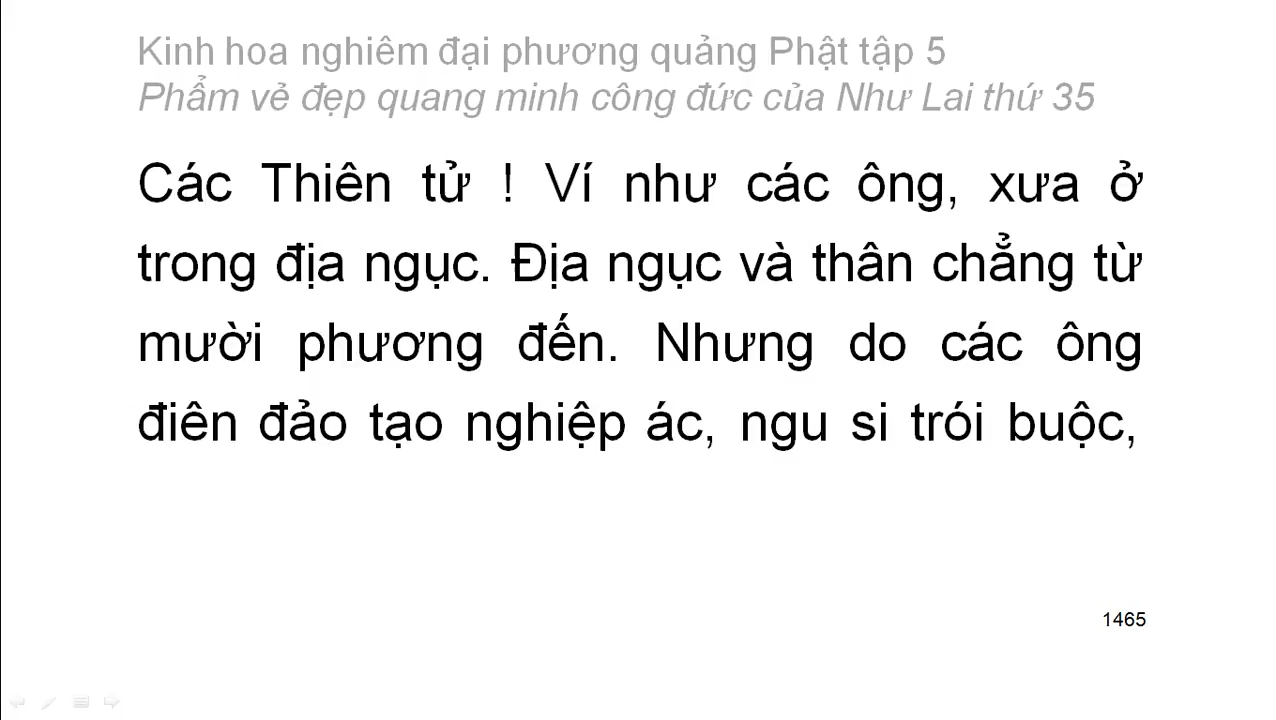 Kinh hoa nghiêm đại phương quảng Phật tập 5
Phẩm vẻ đẹp quang minh công đức của Như Lai thứ 35
Các Thiên tử ! Ví như các ông, xưa ở
trong địa ngục. Địa ngục và thân chẳng từ
mười phương đến. Nhưng do các ông
điên đảo tạo nghiệp ác, ngu si trói buộc,
1465